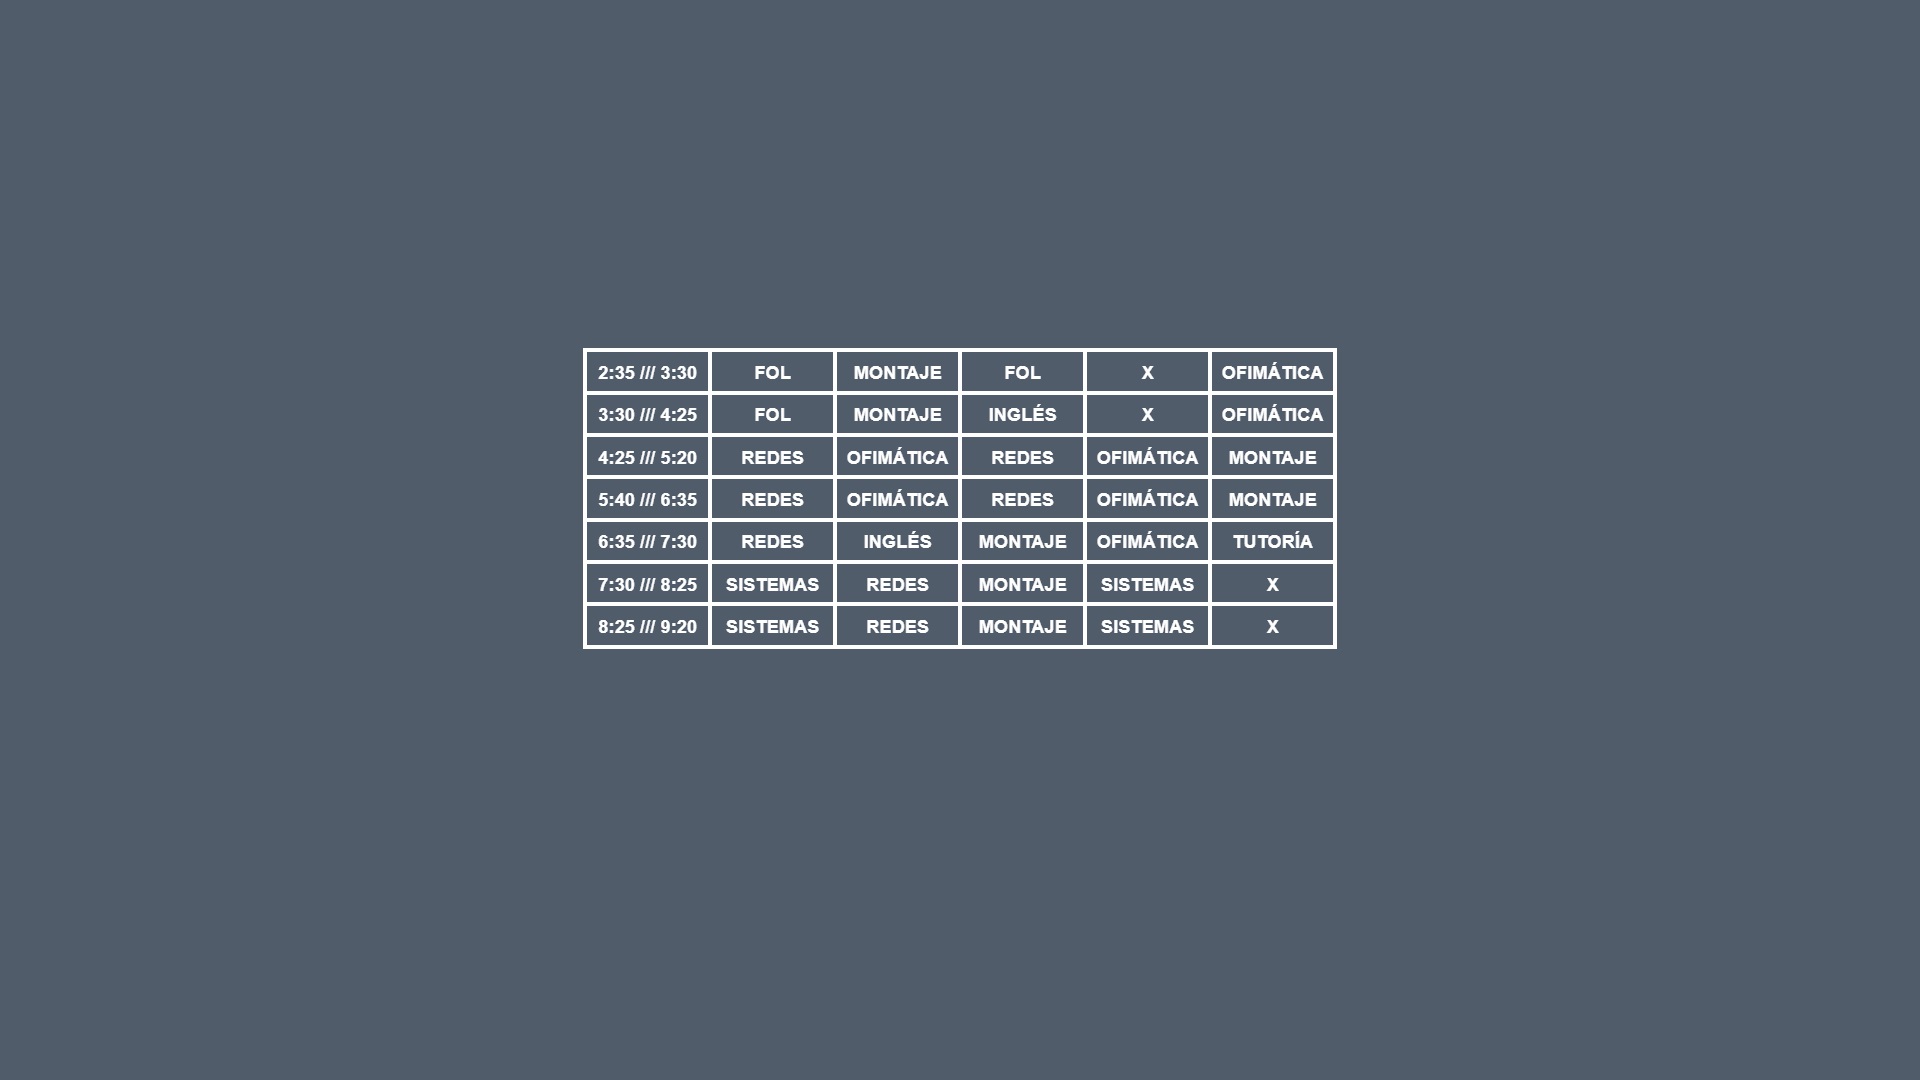 2:35 /// 3:30 FOL MONTAJE FOL X OFIMÁTICA
3:30 /// 4:25 FOL MONTAJE INGLÉS X OFIMÁTICA
4:25 /// 5:20 REDES OFIMÁTICA REDES OFIMÁTICA MONTAJE
5:40 /// 6:35 REDES OFIMÁTICA REDES OFIMÁTICA MONTAJE
6:35 /// 7:30 REDES INGLÉS MONTAJE OFIMÁTICA TUTORÍA
7:30 /// 8:25 SISTEMAS REDES MONTAJE SISTEMAS X
8:25 /// 9:20 SISTEMAS REDES MONTAJE SISTEMAS X